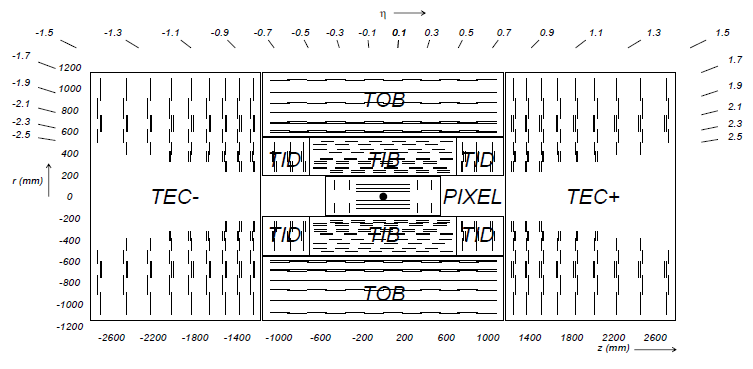 η
-1.5 -1.3 -1.1 -0.9 -0.7 -0.5 -0.3 -0.1 0.1 0.3 0.5 0.7 0.9 1.1 1.3 1.5
-1.7 1.7
1200
-1.9 1000 1.9
-2.1 800 TOB 2.1
-2.3 600 2.3
-2.5 2.5
400 TID TIB TID
200
r (mm) 0 TEC- PIXEL TEC+
-200
-400 TID TIB TID
-600
-800 TOB
-1000
-1200
-2600 -2200 -1800 -1400 -1000 -600 -200 200 600 1000 1400 1800 2200 2600
z (mm)